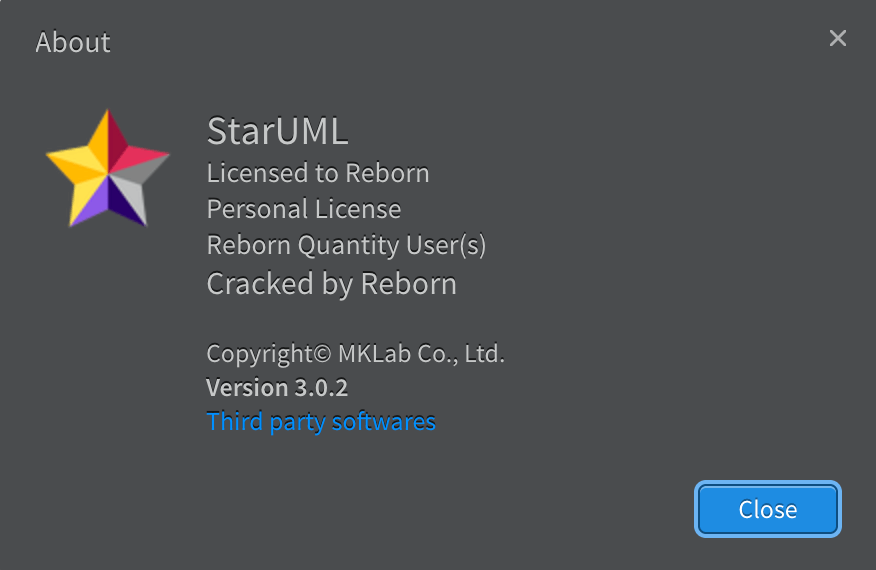 About
StarUML
Licensed to Reborn
Personal License
Reborn Quantity User(s)
Cracked by Reborn
Copyright© MKLab Co., Ltd.
Version 3.0.2
Third party softwares
Close